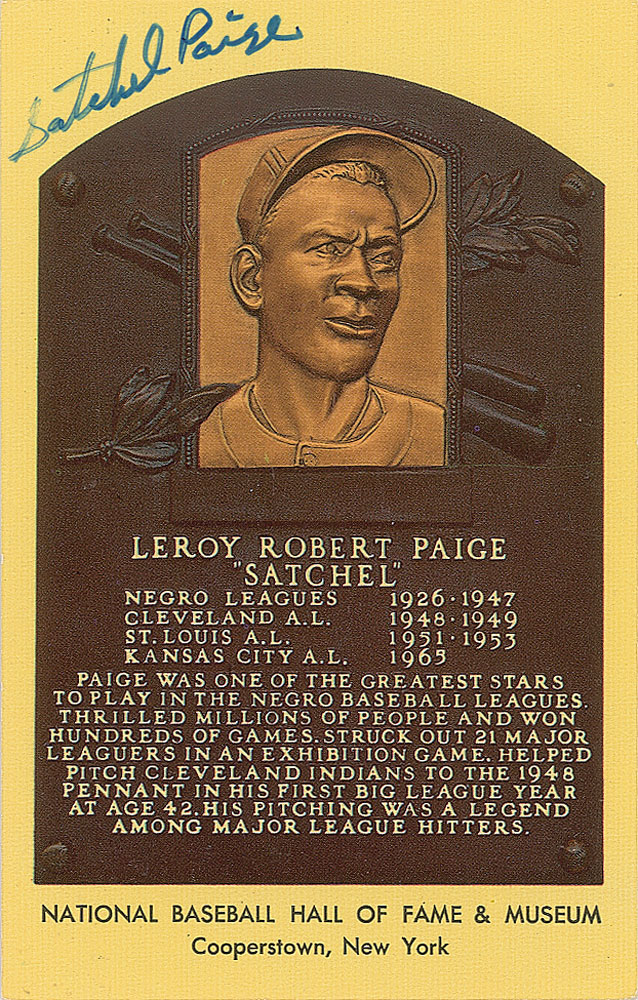 Satchel Paige
LEROY ROBERT PAIGE
"SATCHEL"
NEGRO LEAGUES 1926·1947
CLEVELAND A.L. 1948·1949
ST. LOUIS A.L. 1951·1953
KANSAS CITY A.L. 1965
PAIGE WAS ONE OF THE GREATEST STARS
TO PLAY IN THE NEGRO BASEBALL LEAGUES.
THRILLED MILLIONS OF PEOPLE AND WON
HUNDREDS OF GAMES. STRUCK OUT 21 MAJOR
LEAGUERS IN AN EXHIBITION GAME. HELPED
PITCH CLEVELAND INDIANS TO THE 1948
PENNANT IN HIS FIRST BIG LEAGUE YEAR
AT AGE 42. HIS PITCHING WAS A LEGEND
AMONG MAJOR LEAGUE HITTERS.
NATIONAL BASEBALL HALL OF FAME & MUSEUM
Cooperstown, New York